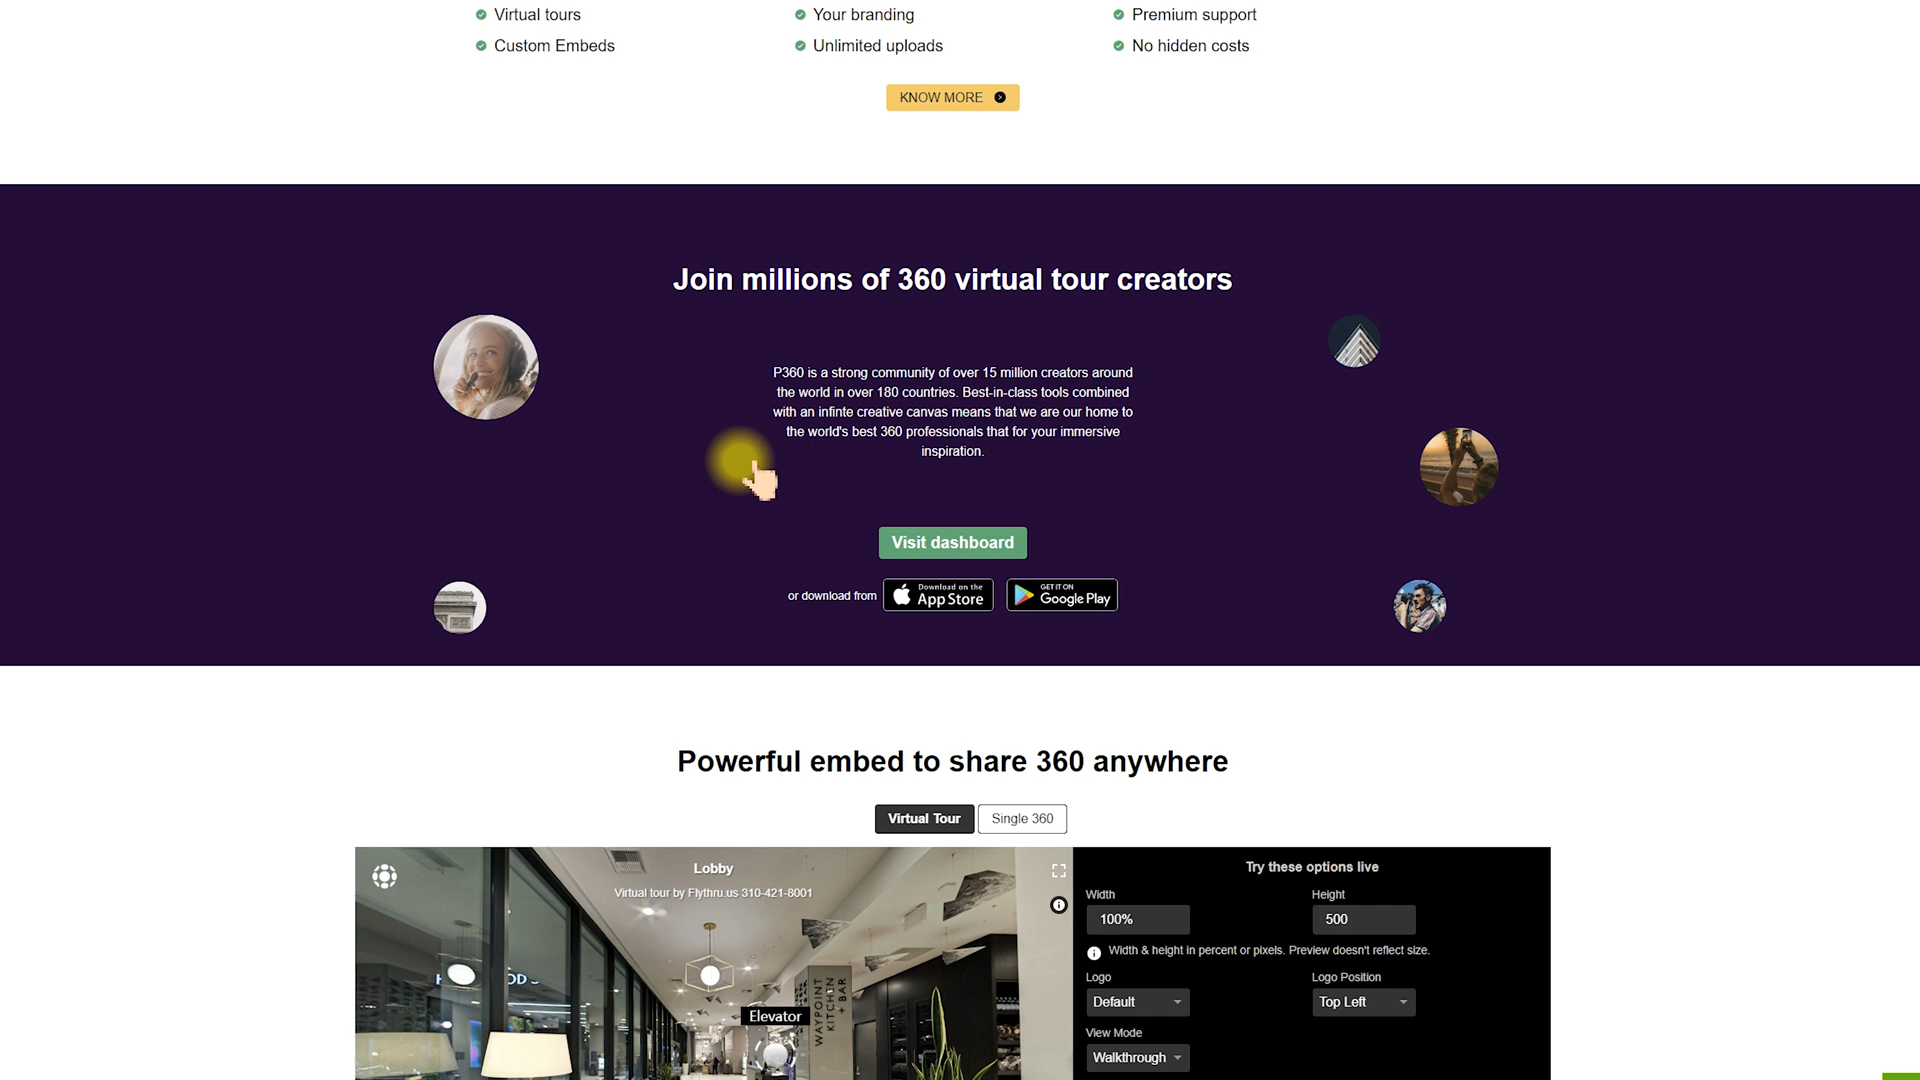 Virtual tours
Your branding
Premium support
Custom Embeds
Unlimited uploads
No hidden costs
KNOW MORE
Join millions of 360 virtual tour creators
P360 is a strong community of over 15 million creators around
the world in over 180 countries. Best-in-class tools combined
with an infinte creative canvas means that we are our home to
the world's best 360 professionals that for your immersive
inspiration.
Visit dashboard
or download from
Download on the
App Store
GET IT ON
Google Play
Powerful embed to share 360 anywhere
Virtual Tour
Single 360
Lobby
Virtual tour by Flythru.us 310-421-8001
Elevator
WAYPOINT
KITCHEN
+ BAR
Try these options live
Width
Height
100%
500
Width & height in percent or pixels. Preview doesn't reflect size.
Logo
Logo Position
Default
Top Left
View Mode
Walkthrough